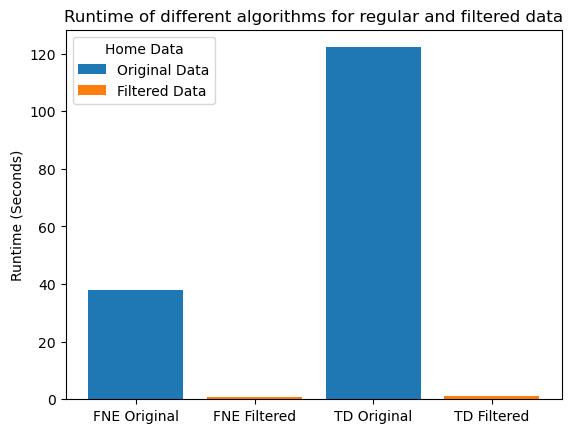 Runtime of different algorithms for regular and filtered data
Home Data
Original Data
Filtered Data
Runtime (Seconds)
120
100
80
60
40
20
0
FNE Original FNE Filtered TD Original TD Filtered